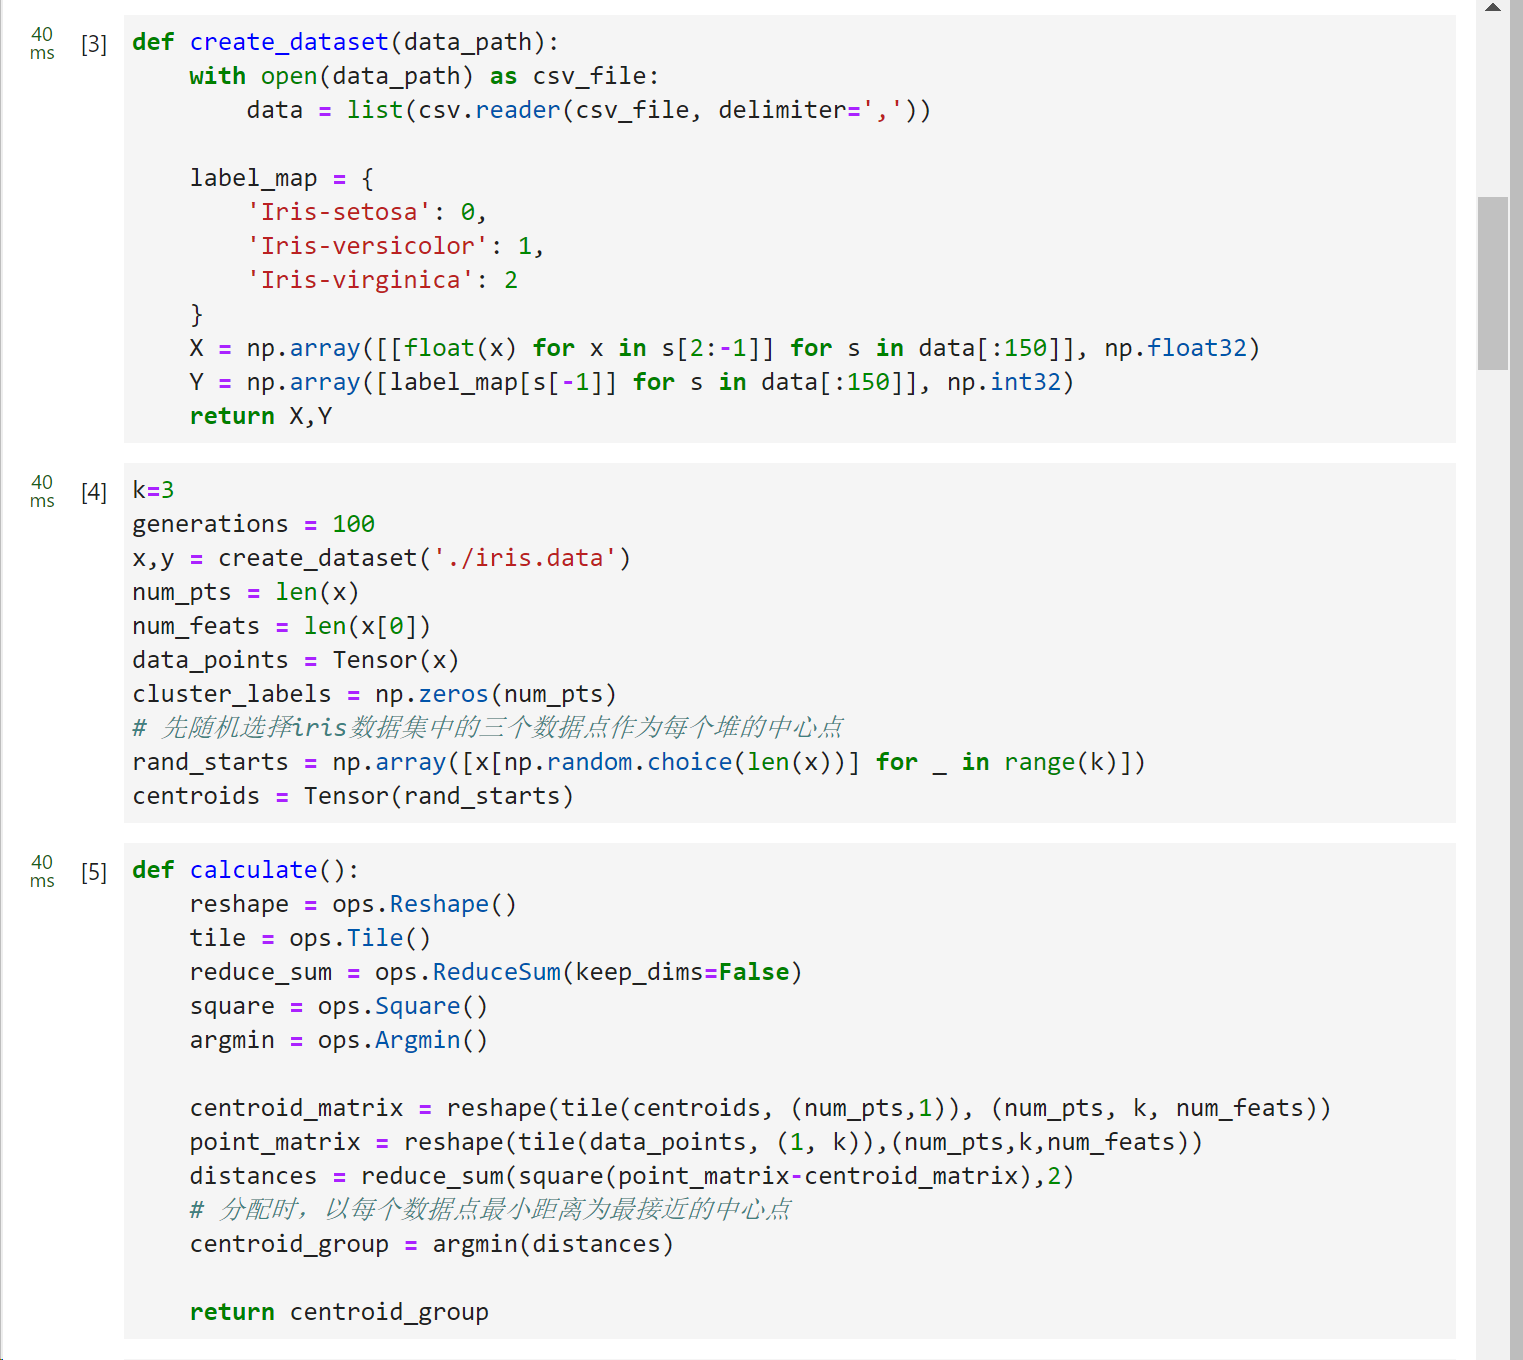 40
ms
[3]
def create_dataset(data_path):
    with open(data_path) as csv_file:
        data = list(csv.reader(csv_file, delimiter=','))

    label_map = {
        'Iris-setosa': 0,
        'Iris-versicolor': 1,
        'Iris-virginica': 2
    }
    X = np.array([[float(x) for x in s[2:-1]] for s in data[:150]], np.float32)
    Y = np.array([label_map[s[-1]] for s in data[:150]], np.int32)
    return X,Y
40
ms
[4]
k=3
generations = 100
x,y = create_dataset('./iris.data')
num_pts = len(x)
num_feats = len(x[0])
data_points = Tensor(x)
cluster_labels = np.zeros(num_pts)
# 先随机选择iris数据集中的三个数据点作为每个堆的中心点
rand_starts = np.array([x[np.random.choice(len(x))] for _ in range(k)])
centroids = Tensor(rand_starts)
40
ms
[5]
def calculate():
    reshape = ops.Reshape()
    tile = ops.Tile()
    reduce_sum = ops.ReduceSum(keep_dims=False)
    square = ops.Square()
    argmin = ops.Argmin()

    centroid_matrix = reshape(tile(centroids, (num_pts,1)), (num_pts, k, num_feats))
    point_matrix = reshape(tile(data_points, (1, k)),(num_pts,k,num_feats))
    distances = reduce_sum(square(point_matrix-centroid_matrix),2)
    # 分配时，以每个数据点最小距离为最接近的中心点
    centroid_group = argmin(distances)

    return centroid_group